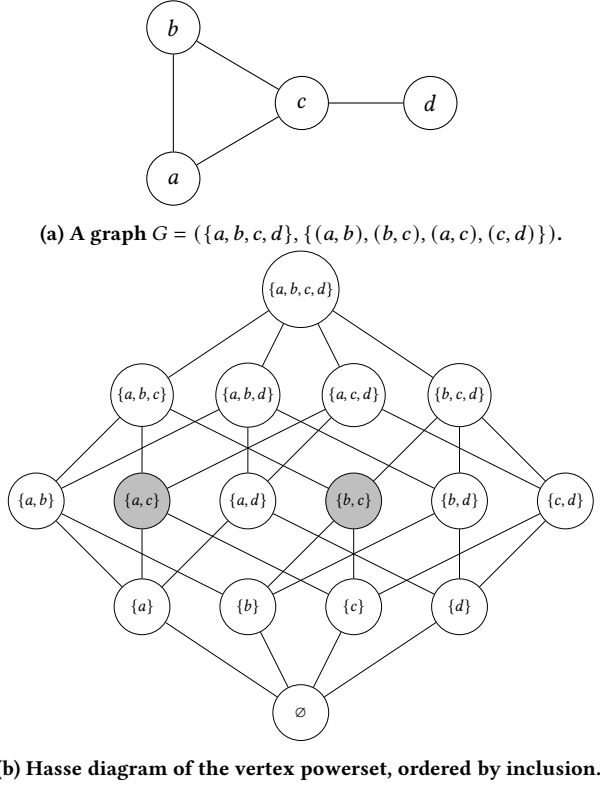 b
c
d
a
(a) A graph G = ({a, b, c, d}, {(a, b), (b, c), (a, c), (c, d)}).
{a, b, c, d}
{a, b, c} {a, b, d} {a, c, d} {b, c, d}
{a, b} {a, c} {a, d} {b, c} {b, d} {c, d}
{a} {b} {c} {d}
∅
(b) Hasse diagram of the vertex powerset, ordered by inclusion.